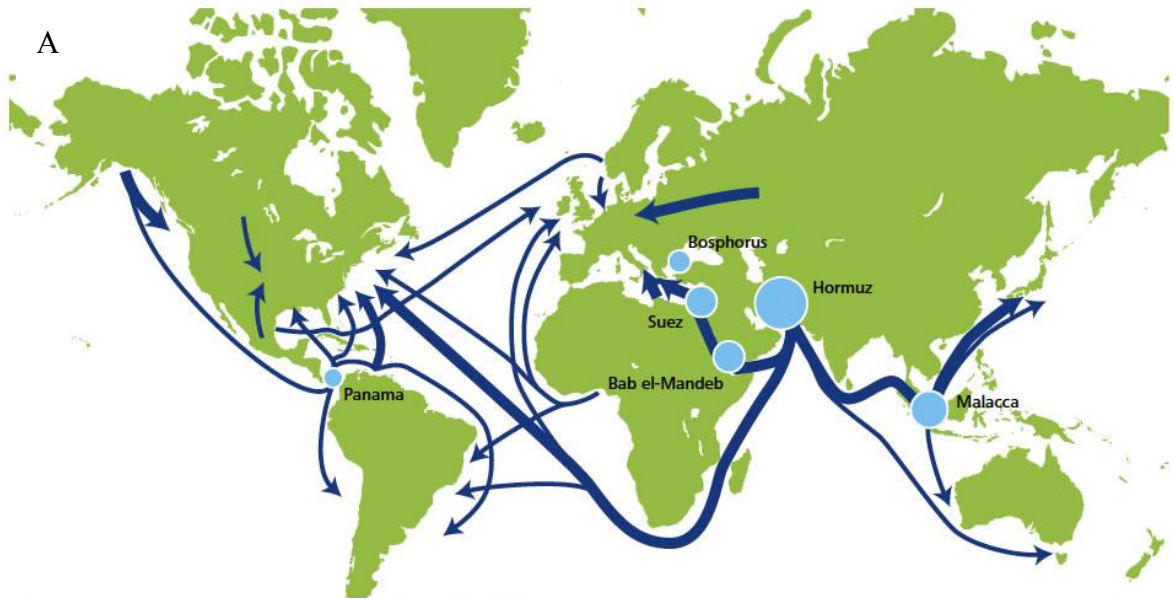 A
Bosphorus
Hormuz
Suez
Bab el-Mandeb
Malacca
Panama